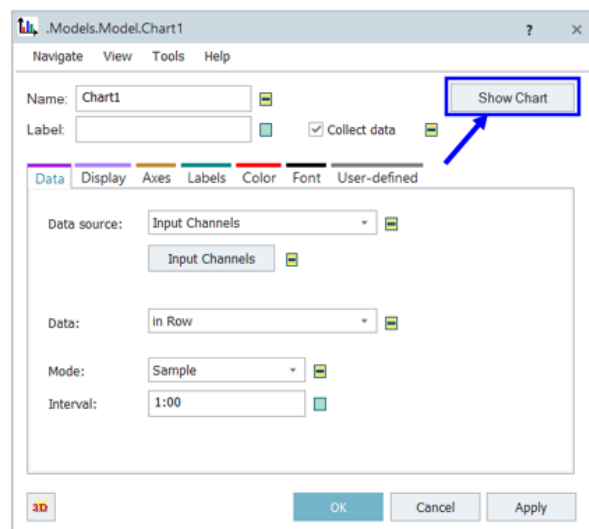 .Models.Model.Chart1 ? ×
Navigate View Tools Help
Name: Chart1 Show Chart
Label: Collect data
Data Display Axes Labels Color Font User-defined
Data source: Input Channels
Input Channels
Data: in Row
Mode: Sample
Interval: 1:00
3D OK Cancel Apply